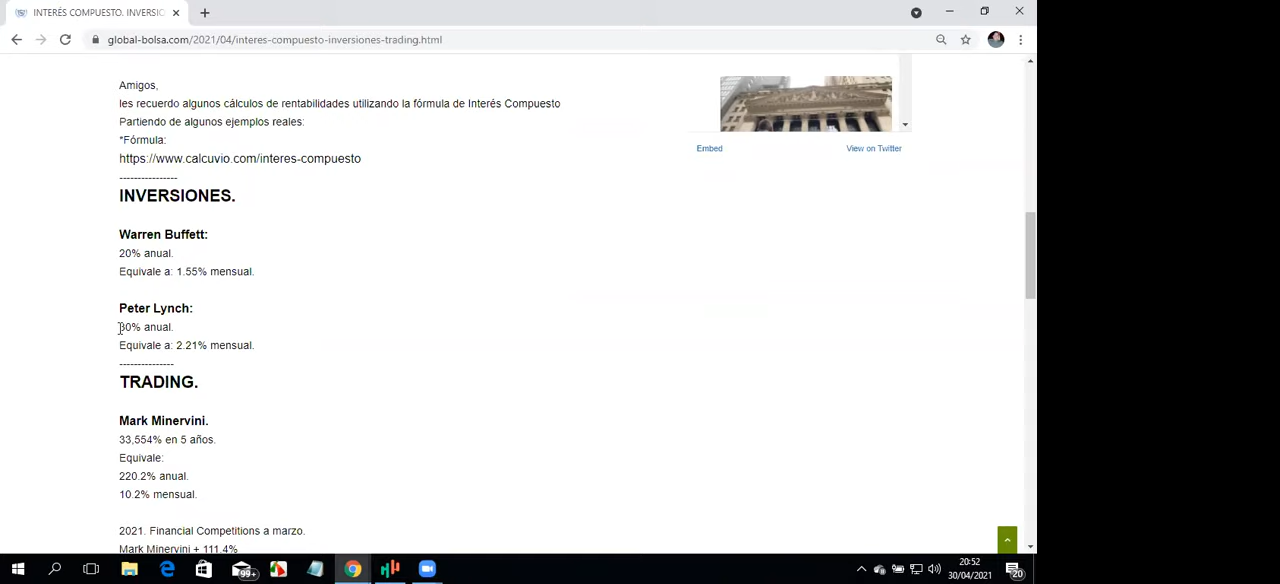 INTERÉS COMPUESTO. INVERSIO
global-bolsa.com/2021/04/interes-compuesto-inversiones-trading.html
Amigos,
les recuerdo algunos cálculos de rentabilidades utilizando la fórmula de Interés Compuesto
Partiendo de algunos ejemplos reales:
*Fórmula:
https://www.calcuvio.com/interes-compuesto
----------------
INVERSIONES.
Warren Buffett:
20% anual.
Equivale a: 1.55% mensual.
Peter Lynch:
30% anual.
Equivale a: 2.21% mensual.
---------------
TRADING.
Mark Minervini.
33,554% en 5 años.
Equivale:
220.2% anual.
10.2% mensual.
2021. Financial Competitions a marzo.
Mark Minervini + 111.4%
Embed
View on Twitter
99+
20:52
30/04/2021
20